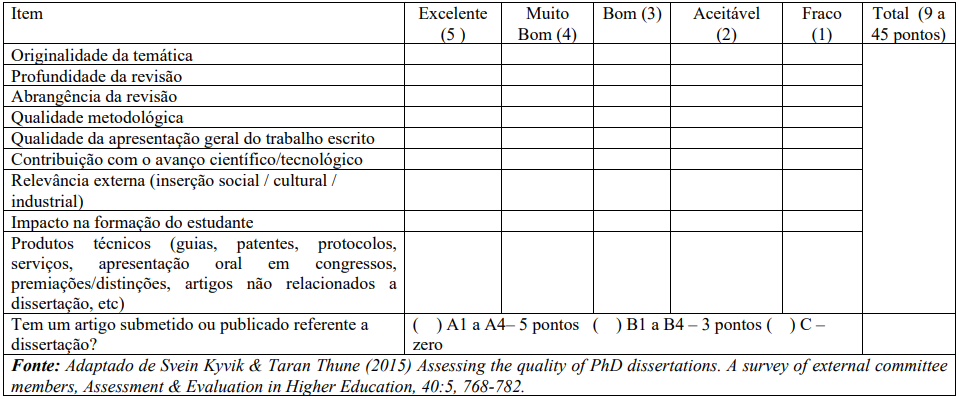 Item Excelente (5 ) Muito Bom (4) Bom (3) Aceitável (2) Fraco (1) Total (9 a 45 pontos)
Originalidade da temática
Profundidade da revisão
Abrangência da revisão
Qualidade metodológica
Qualidade da apresentação geral do trabalho escrito
Contribuição com o avanço científico/tecnológico
Relevância externa (inserção social / cultural /
industrial)
Impacto na formação do estudante
Produtos técnicos (guias, patentes, protocolos,
serviços, apresentação oral em congressos,
premiações/distinções, artigos não relacionados a
dissertação, etc)
Tem um artigo submetido ou publicado referente a
dissertação?
( ) A1 a A4– 5 pontos ( ) B1 a B4 – 3 pontos ( ) C –
zero
Fonte: Adaptado de Svein Kyvik & Taran Thune (2015) Assessing the quality of PhD dissertations. A survey of external committee
members, Assessment & Evaluation in Higher Education, 40:5, 768-782.